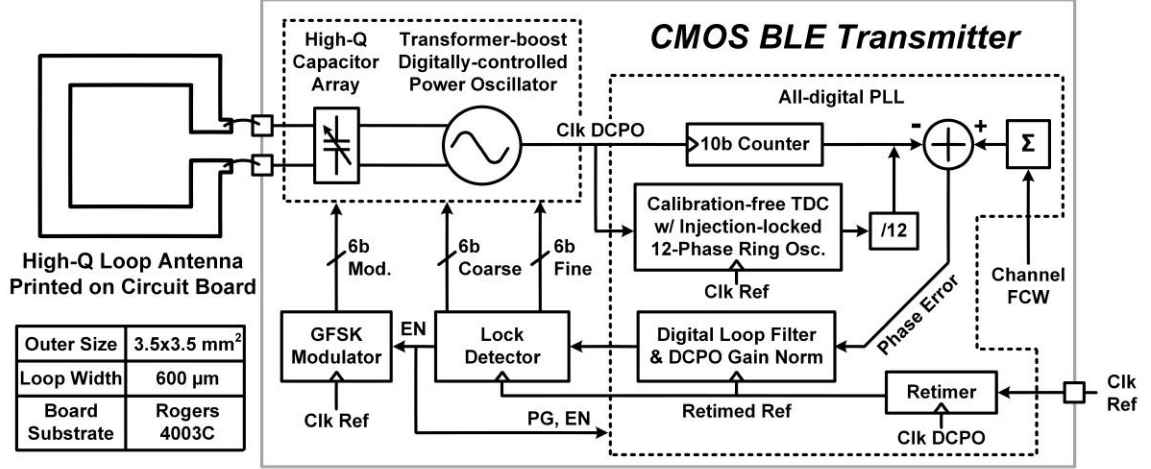 CMOS BLE Transmitter
High-Q
Capacitor
Array
Transformer-boost
Digitally-controlled
Power Oscillator
All-digital PLL
Clk DCPO
10b Counter
-
+
Σ
Calibration-free TDC
w/ Injection-locked
12-Phase Ring Osc.
/12
Clk Ref
Channel
FCW
High-Q Loop Antenna
Printed on Circuit Board
6b
Mod.
6b
Coarse
6b
Fine
Phase Error
GFSK
Modulator
EN
Lock
Detector
Digital Loop Filter
& DCPO Gain Norm
Retimer
Clk
Ref
Clk Ref
PG, EN
Retimed Ref
Clk DCPO
Outer Size 3.5x3.5 mm²
Loop Width 600 µm
Board
Substrate
Rogers
4003C